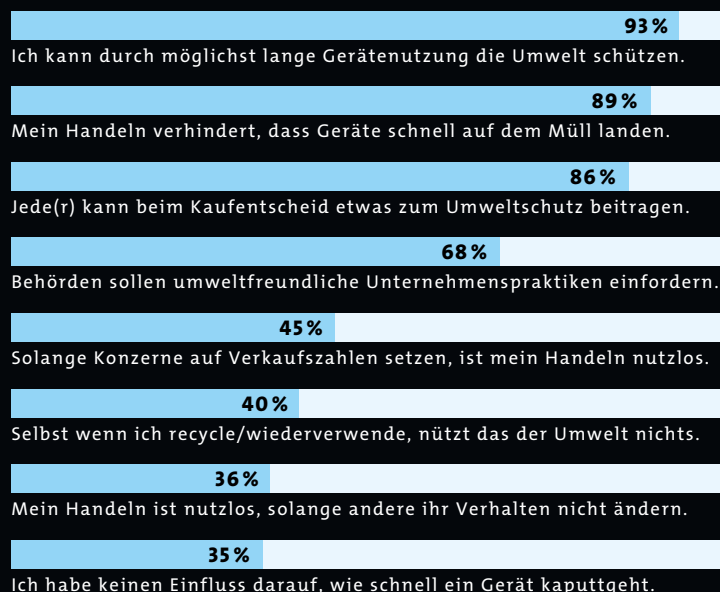 93 %
Ich kann durch möglichst lange Gerätenutzung die Umwelt schützen.
89 %
Mein Handeln verhindert, dass Geräte schnell auf dem Müll landen.
86 %
Jede(r) kann beim Kaufentscheid etwas zum Umweltschutz beitragen.
68 %
Behörden sollen umweltfreundliche Unternehmenspraktiken einfordern.
45 %
Solange Konzerne auf Verkaufszahlen setzen, ist mein Handeln nutzlos.
40 %
Selbst wenn ich recycle/wiederverwende, nützt das der Umwelt nichts.
36 %
Mein Handeln ist nutzlos, solange andere ihr Verhalten nicht ändern.
35 %
Ich habe keinen Einfluss darauf, wie schnell ein Gerät kaputtgeht.